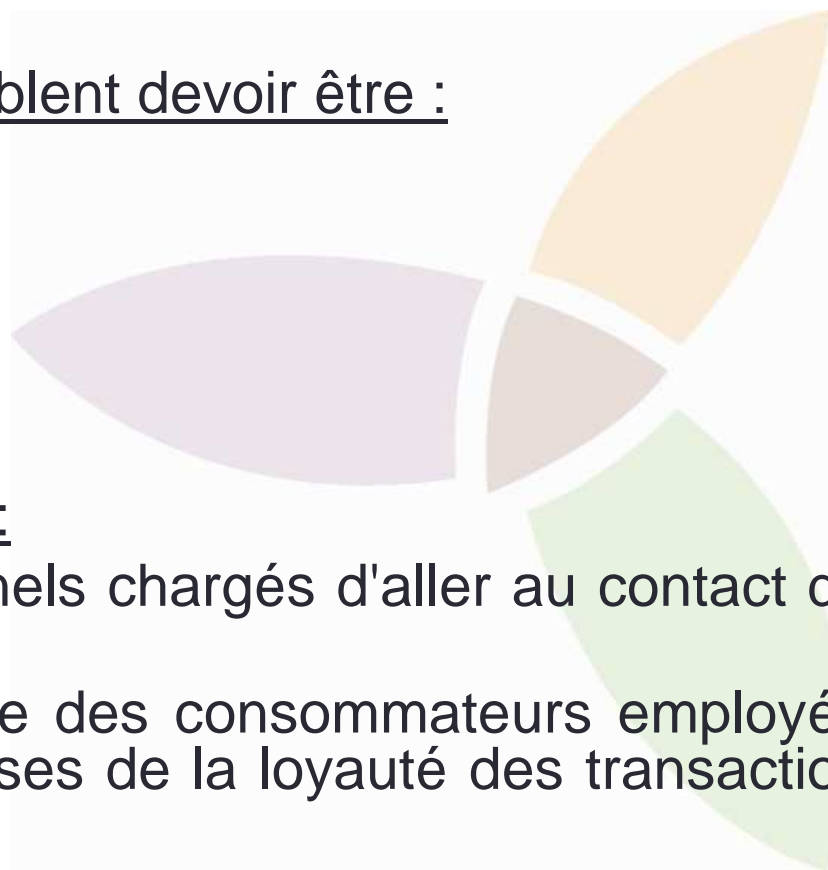 blent devoir être :
:
nels chargés d'aller au contact d
e des consommateurs employé
ses de la loyauté des transactio